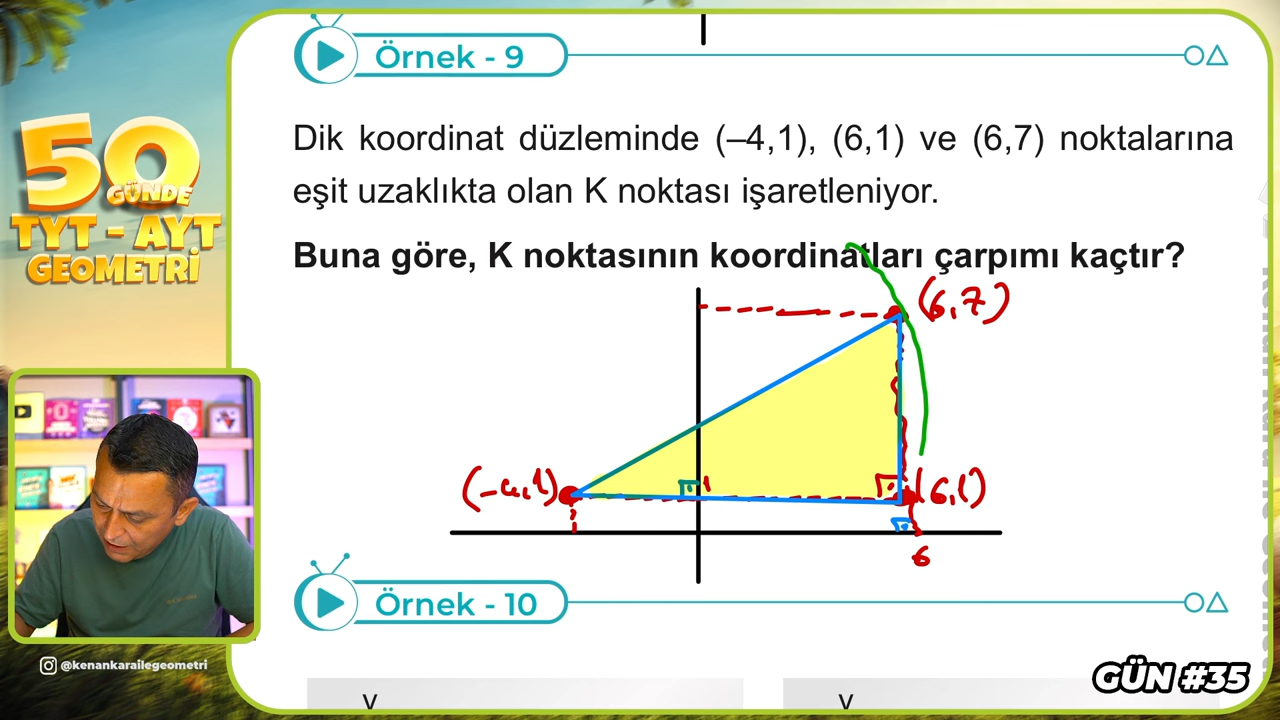 Örnek - 9
50
GÜNDE
TYT - AYT
GEOMETRİ
Dik koordinat düzleminde (–4,1), (6,1) ve (6,7) noktalarına
eşit uzaklıkta olan K noktası işaretleniyor.
Buna göre, K noktasının koordinatları çarpımı kaçtır?
(6,7)
(-4,1)
1
(6,1)
6
Örnek - 10
@kenankarailegeometri
GÜN #35
y
y